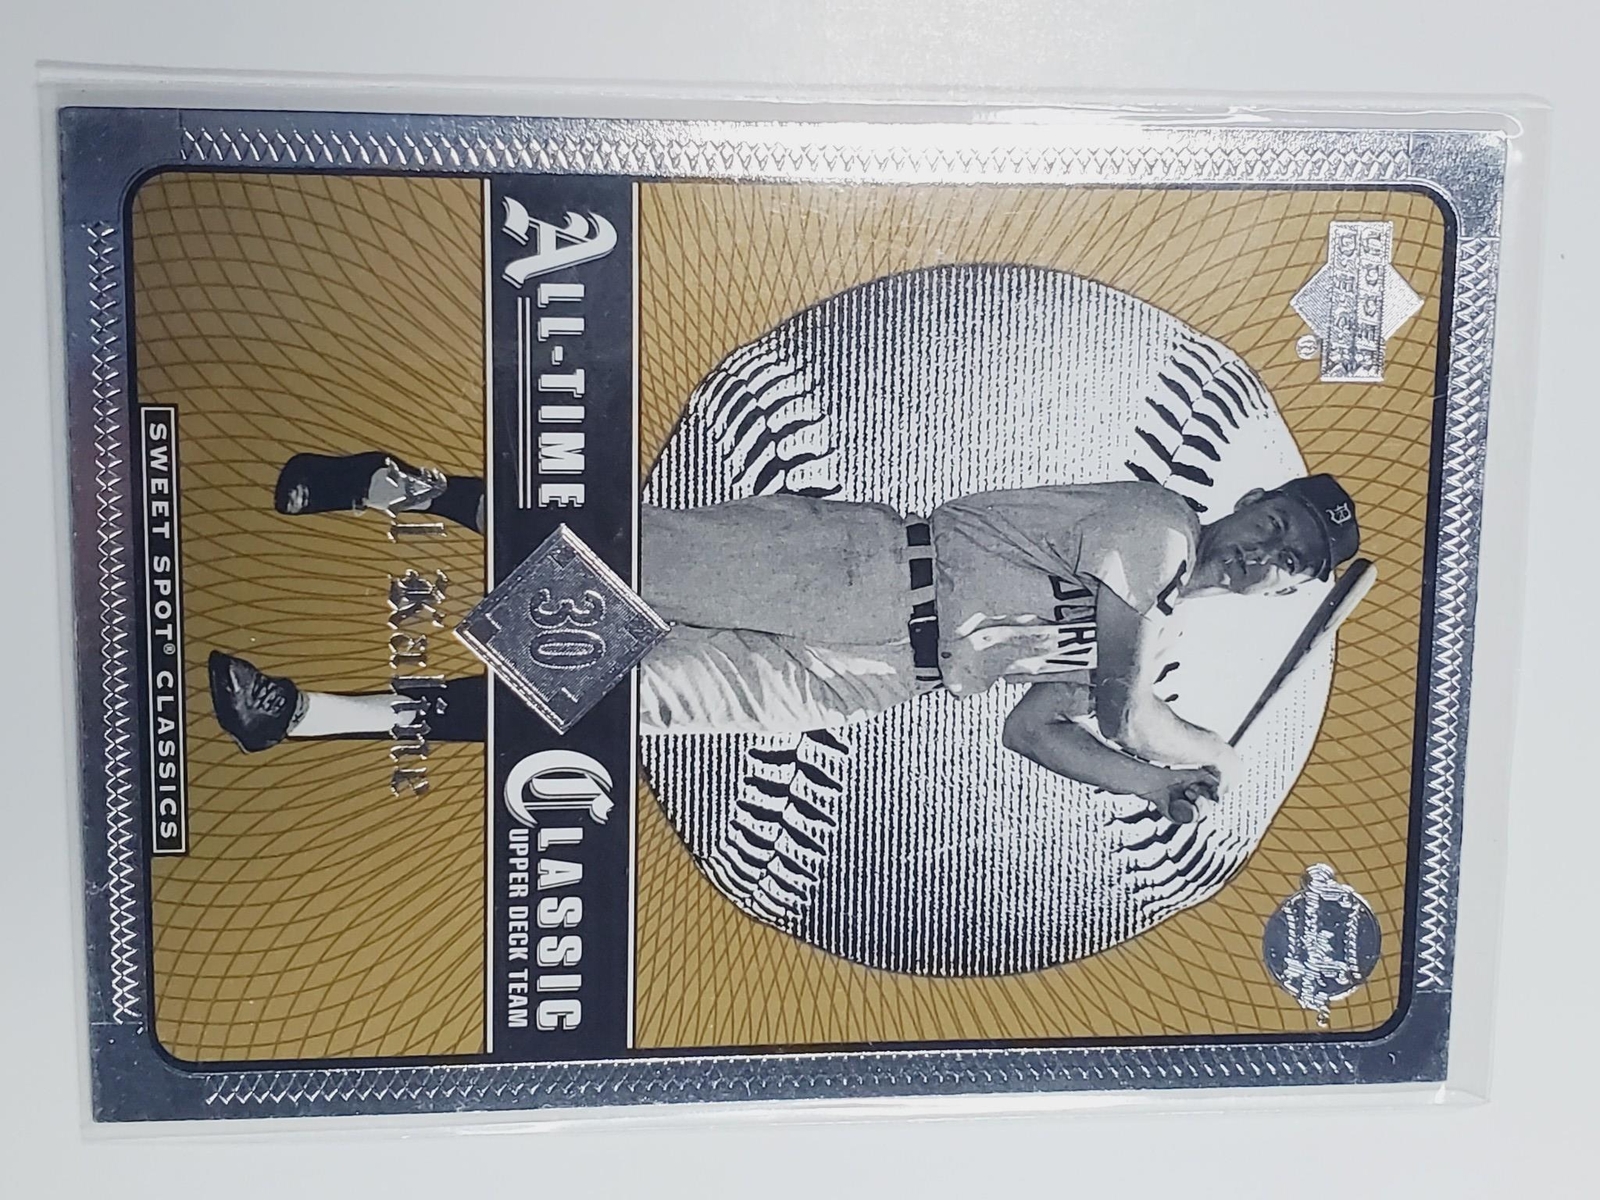 UPPER
DECK
®
ALL-TIME
30
CLASSIC
UPPER DECK TEAM
Al Kaline
SWEET SPOT® CLASSICS